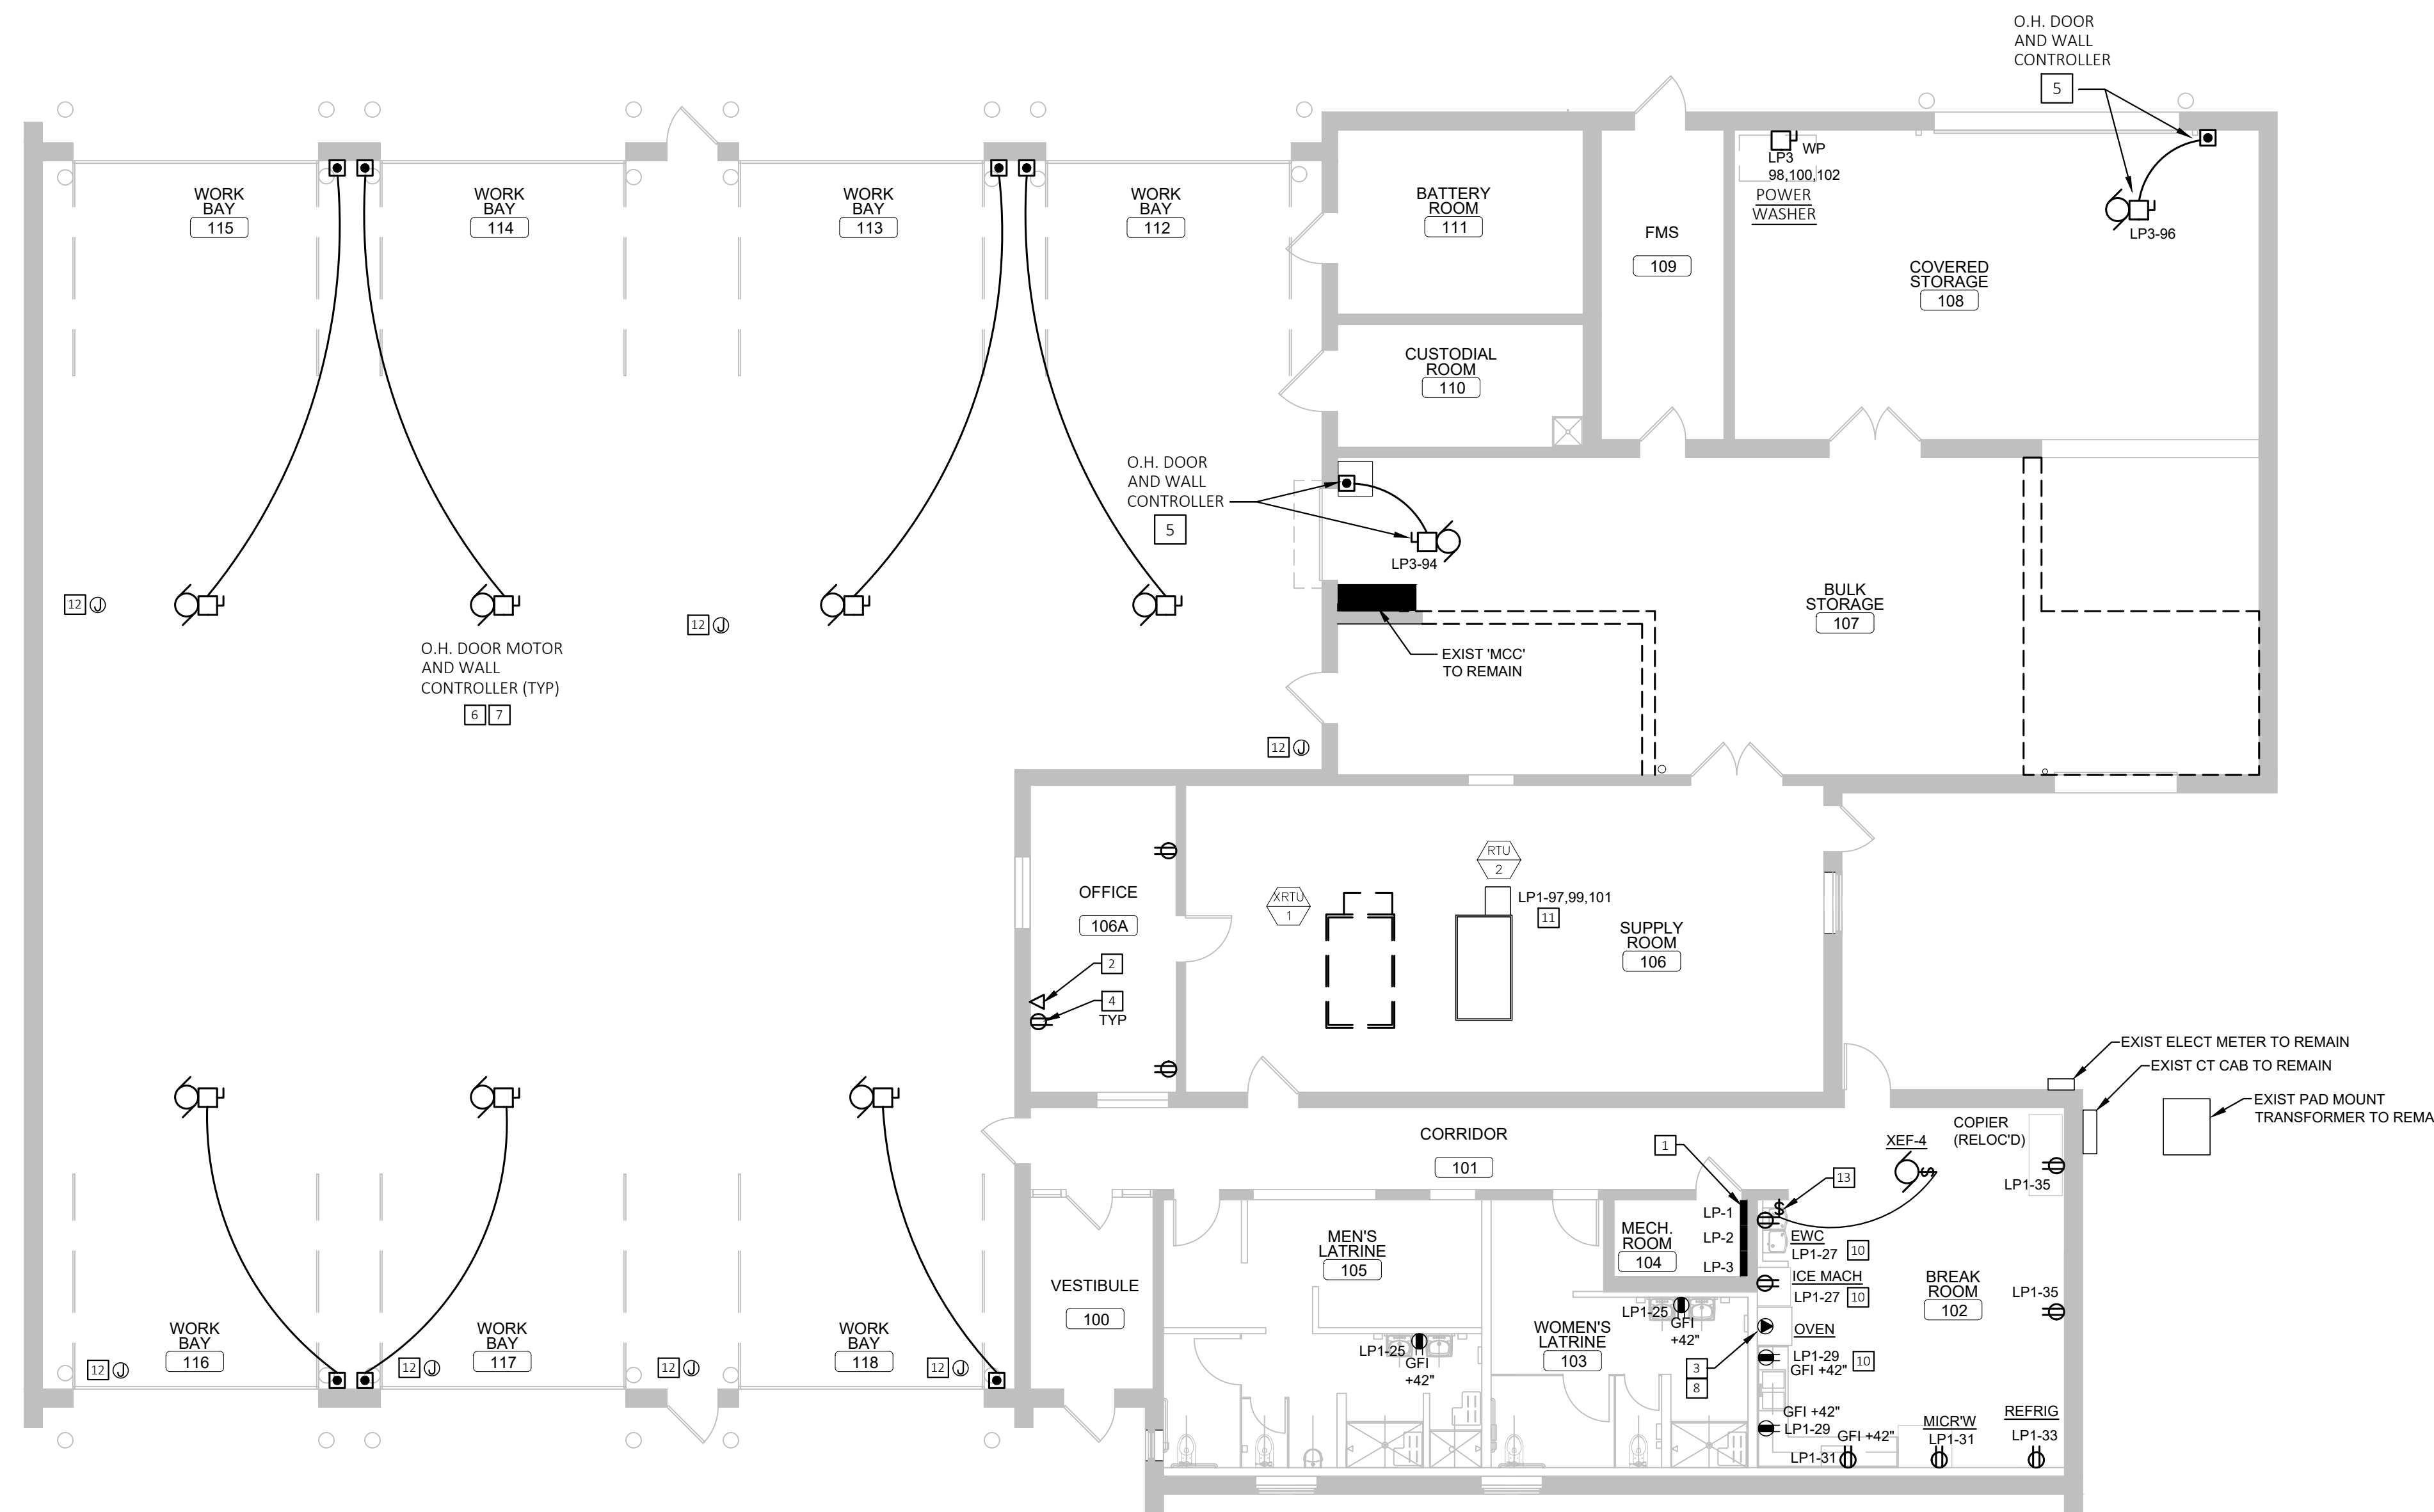 O.H. DOOR
AND WALL
CONTROLLER
5
WORK
BAY
115
WORK
BAY
114
WORK
BAY
113
WORK
BAY
112
BATTERY
ROOM
111
FMS
109
LP3 WP
98,100,102
POWER
WASHER
LP3-96
COVERED
STORAGE
108
CUSTODIAL
ROOM
110
O.H. DOOR
AND WALL
CONTROLLER
5
LP3-94
12 J
12 J
BULK
STORAGE
107
O.H. DOOR MOTOR
AND WALL
CONTROLLER (TYP)
6 7
EXIST 'MCC'
TO REMAIN
12 J
OFFICE
106A
2
4
TYP
XRTU
1
RTU
2
LP1-97,99,101
11
SUPPLY
ROOM
106
EXIST ELECT METER TO REMAIN
EXIST CT CAB TO REMAIN
EXIST PAD MOUNT
TRANSFORMER TO REMA
CORRIDOR
101
1
13
XEF-4
COPIER
(RELOC'D)
LP1-35
$
S
MECH.
ROOM
104
LP-1
LP-2
LP-3
EWC
LP1-27 10
ICE MACH
LP1-27 10
BREAK
ROOM
102
LP1-35
MEN'S
LATRINE
105
VESTIBULE
100
LP1-25
GFI
+42"
WOMEN'S
LATRINE
103
LP1-25
GFI
+42"
3
8
OVEN
LP1-29
GFI +42" 10
GFI +42"
LP1-29
GFI +42"
LP1-31
MICR'W
LP1-31
REFRIG
LP1-33
WORK
BAY
116
WORK
BAY
117
WORK
BAY
118
12 J
12 J
12 J
12 J